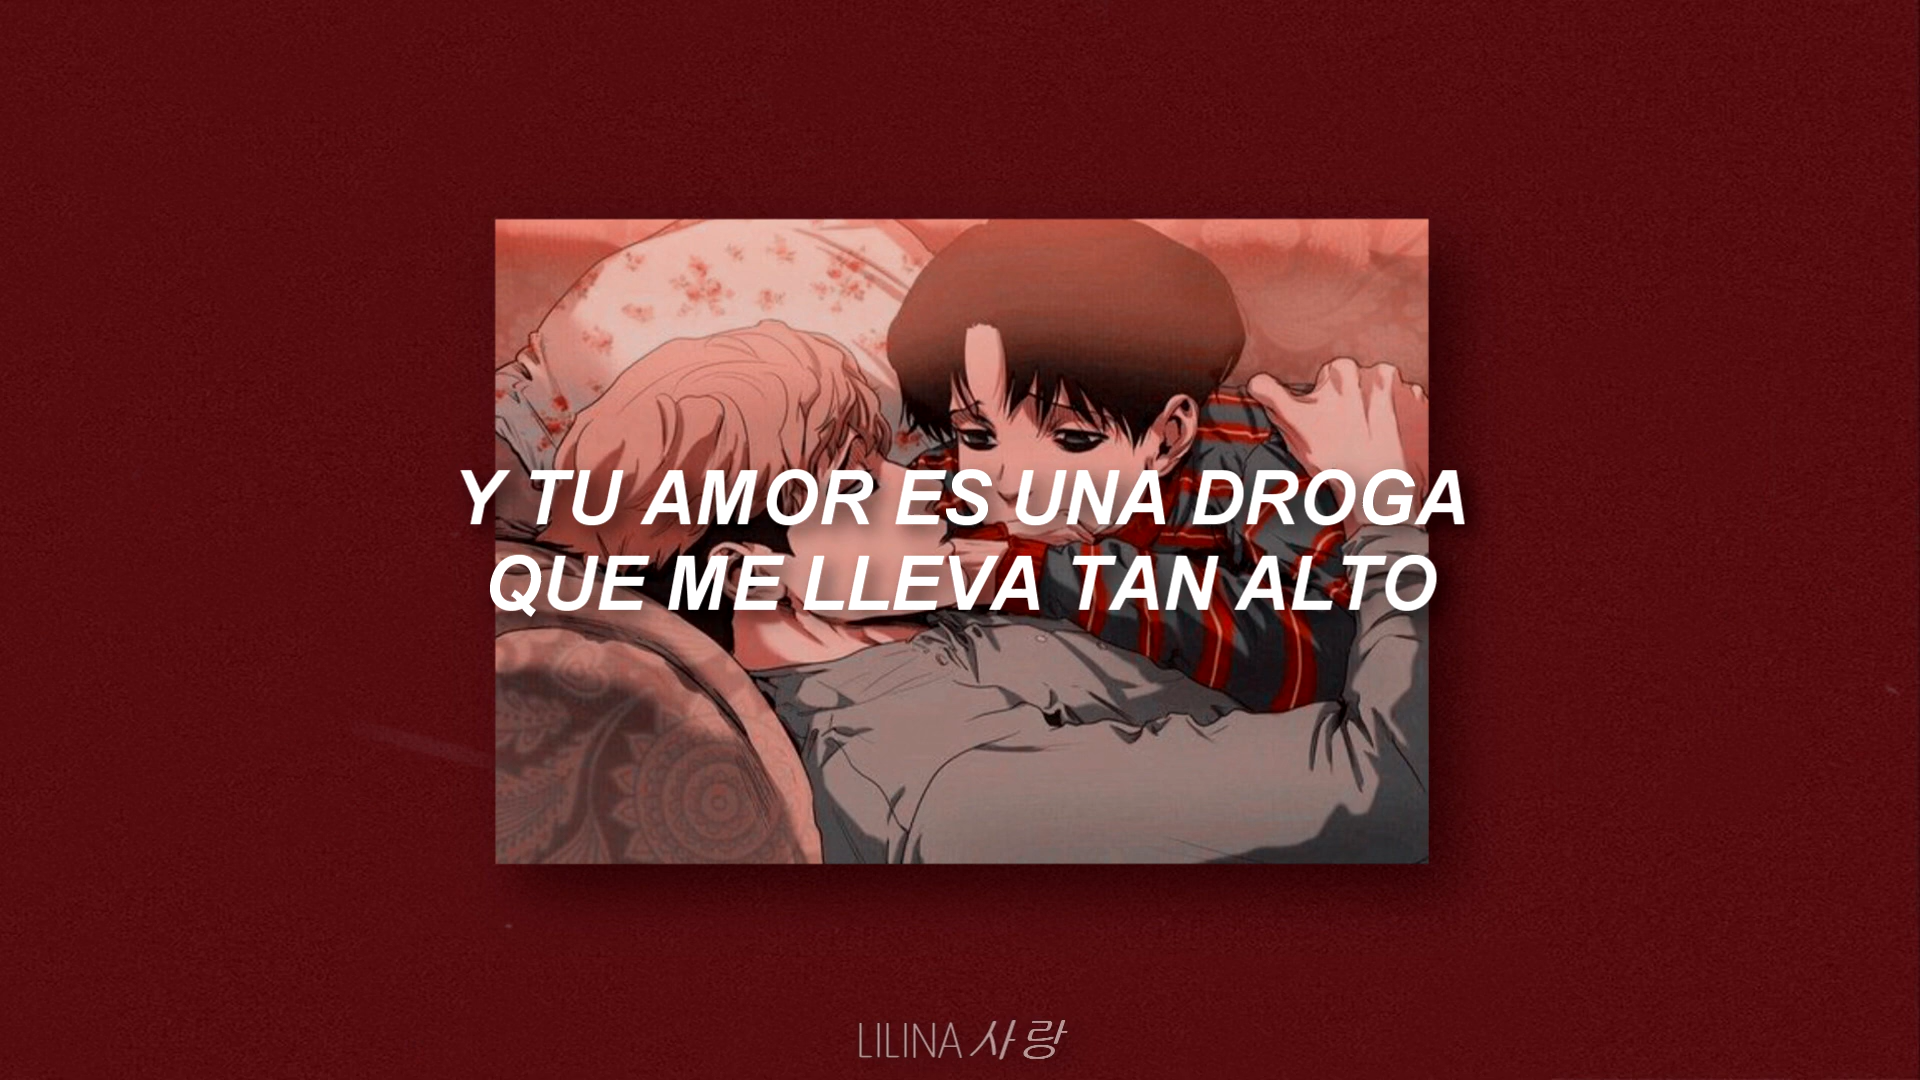 Y TU AMOR ES UNA DROGA
QUE ME LLEVA TAN ALTO
LILINA 사랑